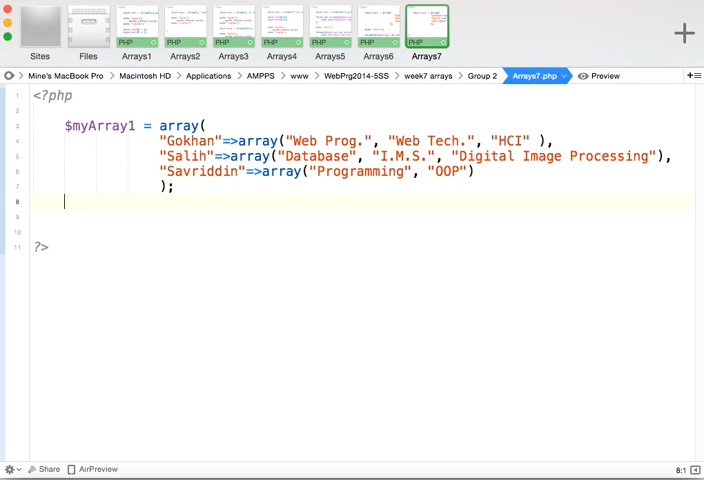 PHP PHP PHP PHP PHP PHP PHP
Sites Files Arrays1 Arrays2 Arrays3 Arrays4 Arrays5 Arrays6 Arrays7
Mine's MacBook Pro Macintosh HD Applications AMPPS www WebPrg2014-5SS week7 arrays Group 2 Arrays7.php Preview
1 <?php
2
3 $myArray1 = array(
4 "Gokhan"=>array("Web Prog.", "Web Tech.", "HCI" ),
5 "Salih"=>array("Database", "I.M.S.", "Digital Image Processing"),
6 "Savriddin"=>array("Programming", "OOP")
7 );
8
9
10
11 ?>
Share AirPreview 8:1